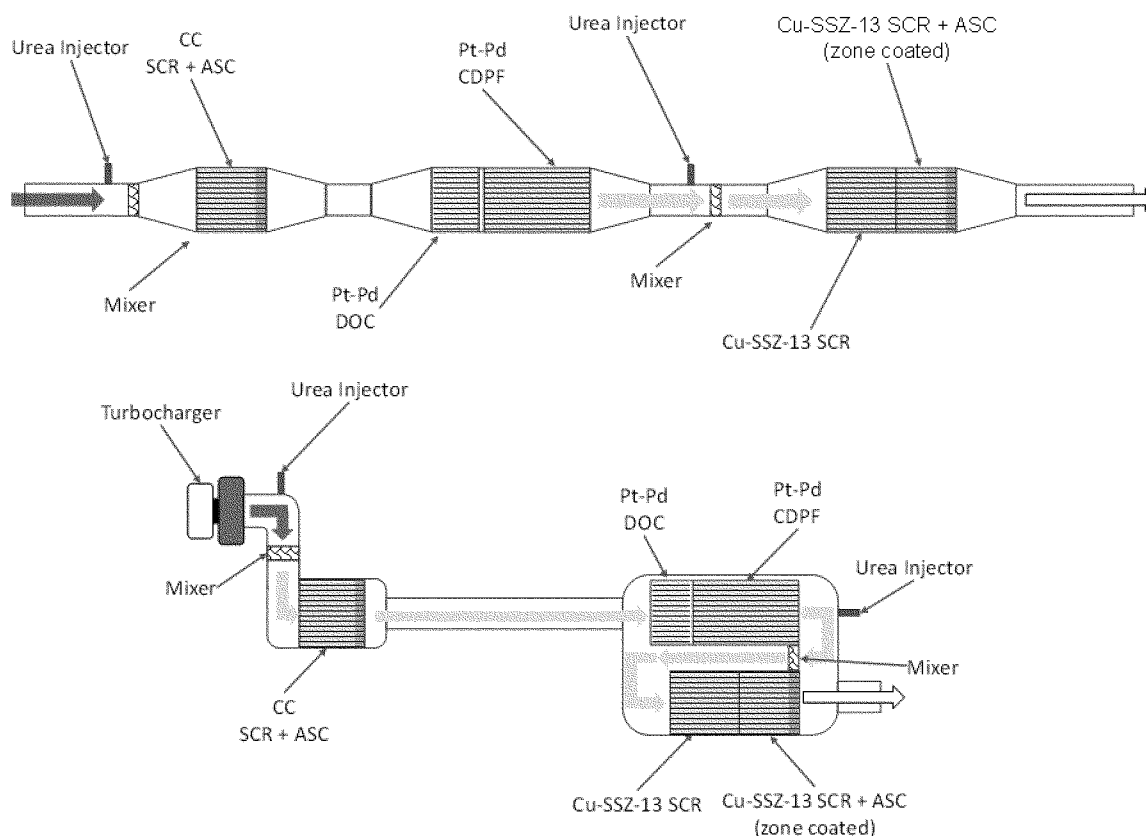 Urea Injector
CC
SCR + ASC
Pt-Pd
CDPF
Urea Injector
Cu-SSZ-13 SCR + ASC
(zone coated)
Mixer
Pt-Pd
DOC
Mixer
Cu-SSZ-13 SCR
Turbocharger
Urea Injector
Mixer
CC
SCR + ASC
Pt-Pd
DOC
Pt-Pd
CDPF
Urea Injector
Mixer
Cu-SSZ-13 SCR
Cu-SSZ-13 SCR + ASC
(zone coated)